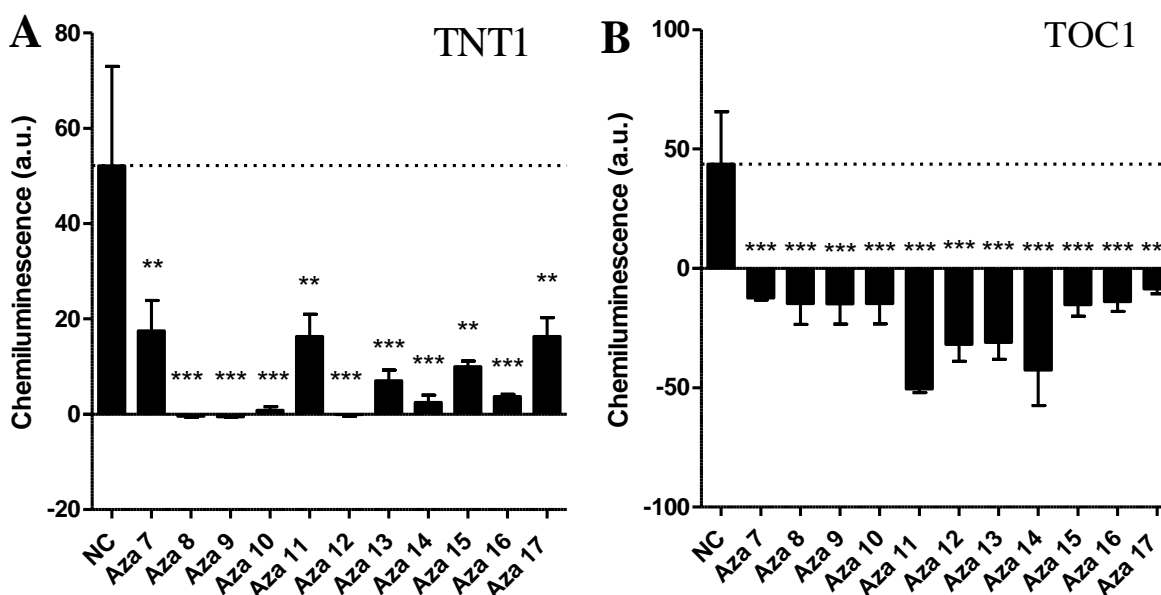 A
TNT1
Chemiluminescence (a.u.)
80
60
40
20
0
-20
**
***
***
***
**
***
***
***
**
***
**
NC
Aza 7
Aza 8
Aza 9
Aza 10
Aza 11
Aza 12
Aza 13
Aza 14
Aza 15
Aza 16
Aza 17
B
TOC1
Chemiluminescence (a.u.)
100
50
0
-50
-100
***
***
***
***
***
***
***
***
***
***
**
NC
Aza 7
Aza 8
Aza 9
Aza 10
Aza 11
Aza 12
Aza 13
Aza 14
Aza 15
Aza 16
Aza 17